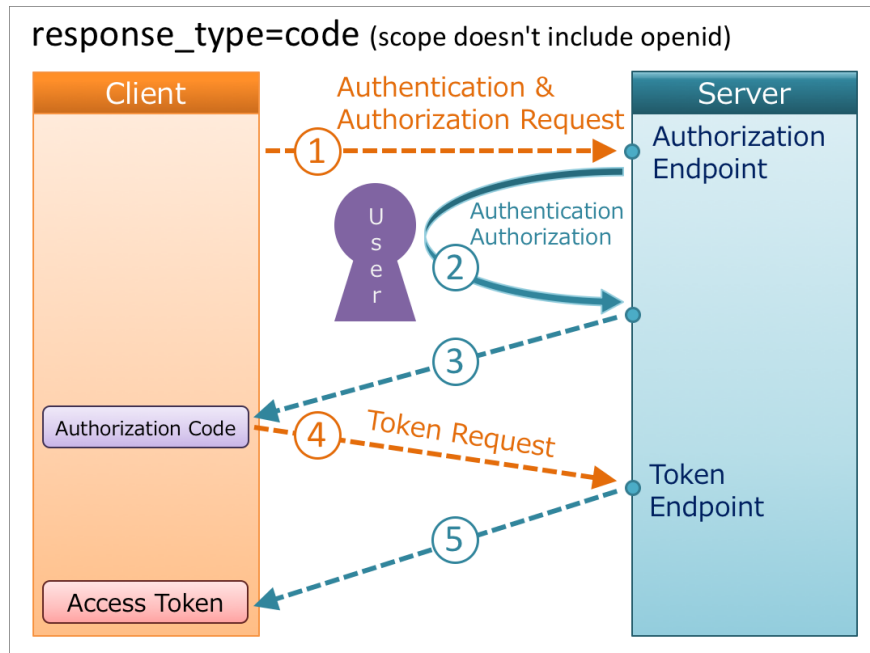 response_type=code (scope doesn't include openid)
Client
Server
Authentication &
Authorization Request
1
Authorization
Endpoint
User
Authentication
Authorization
2
3
Authorization Code
4
Token Request
Token
Endpoint
5
Access Token